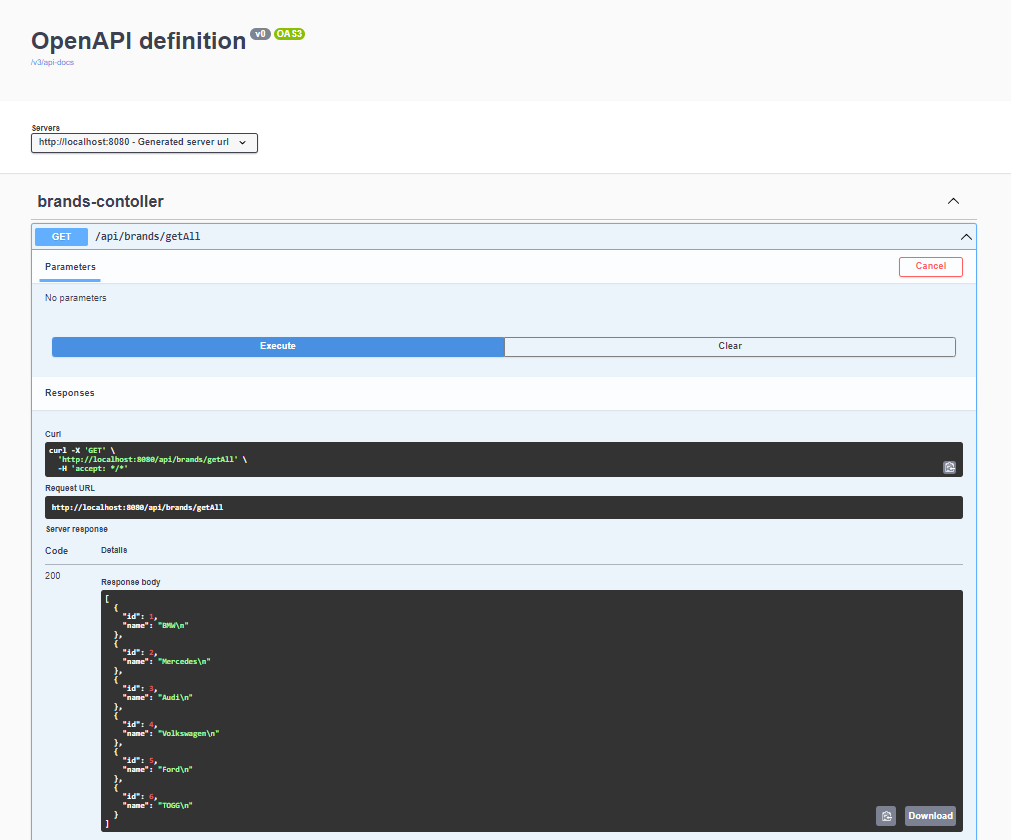 OpenAPI definition v0 OAS3
/v3/api-docs
Servers
http://localhost:8080 - Generated server url
brands-contoller
GET /api/brands/getAll
Parameters Cancel
No parameters
Execute Clear
Responses
Curl
curl -X 'GET' \
'http://localhost:8080/api/brands/getAll' \
-H 'accept: */*'
Request URL
http://localhost:8080/api/brands/getAll
Server response
Code Details
200
Response body
[
{
"id": 1,
"name": "BMW\n"
},
{
"id": 2,
"name": "Mercedes\n"
},
{
"id": 3,
"name": "Audi\n"
},
{
"id": 4,
"name": "Volkswagen\n"
},
{
"id": 5,
"name": "Ford\n"
},
{
"id": 6,
"name": "TOGG\n"
}
]
Download